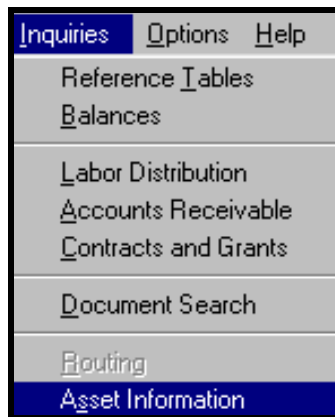 Inquiries Options Help
Reference Tables
Balances
Labor Distribution
Accounts Receivable
Contracts and Grants
Document Search
Routing
Asset Information